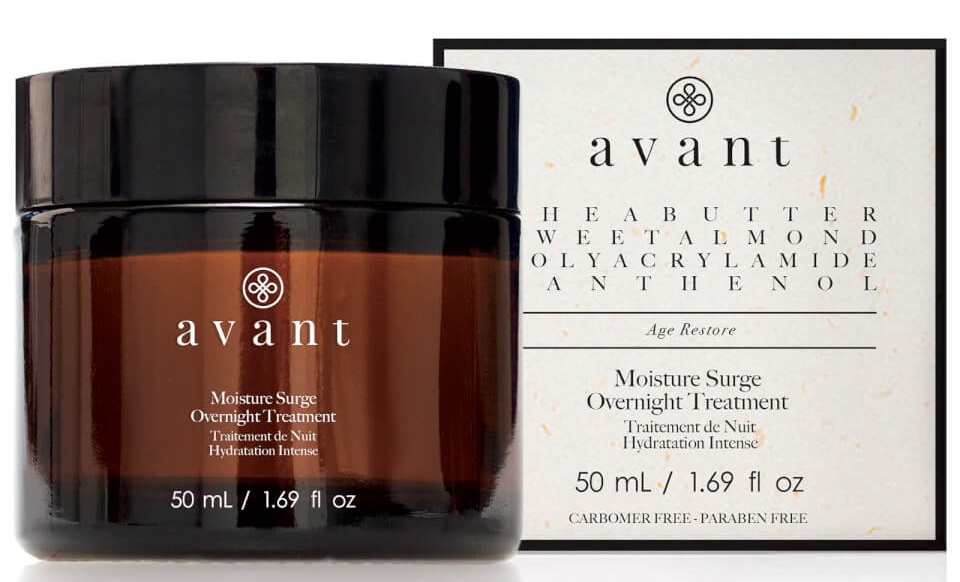 avant
Moisture Surge
Overnight Treatment
Traitement de Nuit
Hydratation Intense
50 mL / 1.69 fl oz
avant
HEABUTTER
WEETALMOND
OLYACRYLAMIDE
ANTHENOL
Age Restore
Moisture Surge
Overnight Treatment
Traitement de Nuit
Hydratation Intense
50 mL / 1.69 fl oz
CARBOMER FREE - PARABEN FREE